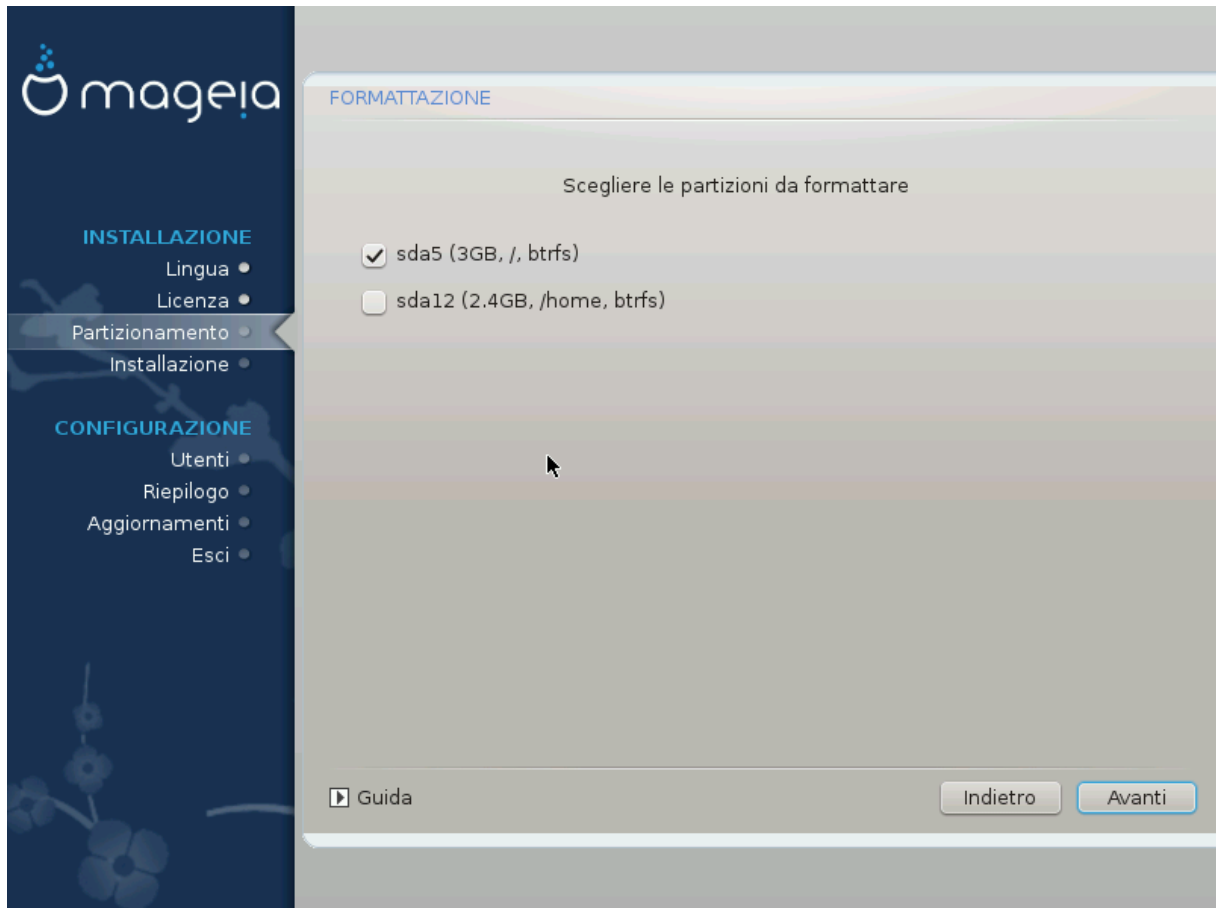 mageia
INSTALLAZIONE
Lingua
Licenza
Partizionamento
Installazione
CONFIGURAZIONE
Utenti
Riepilogo
Aggiornamenti
Esci
FORMATTAZIONE
Scegliere le partizioni da formattare
sda5 (3GB, /, btrfs)
sda12 (2.4GB, /home, btrfs)
Guida
Indietro
Avanti